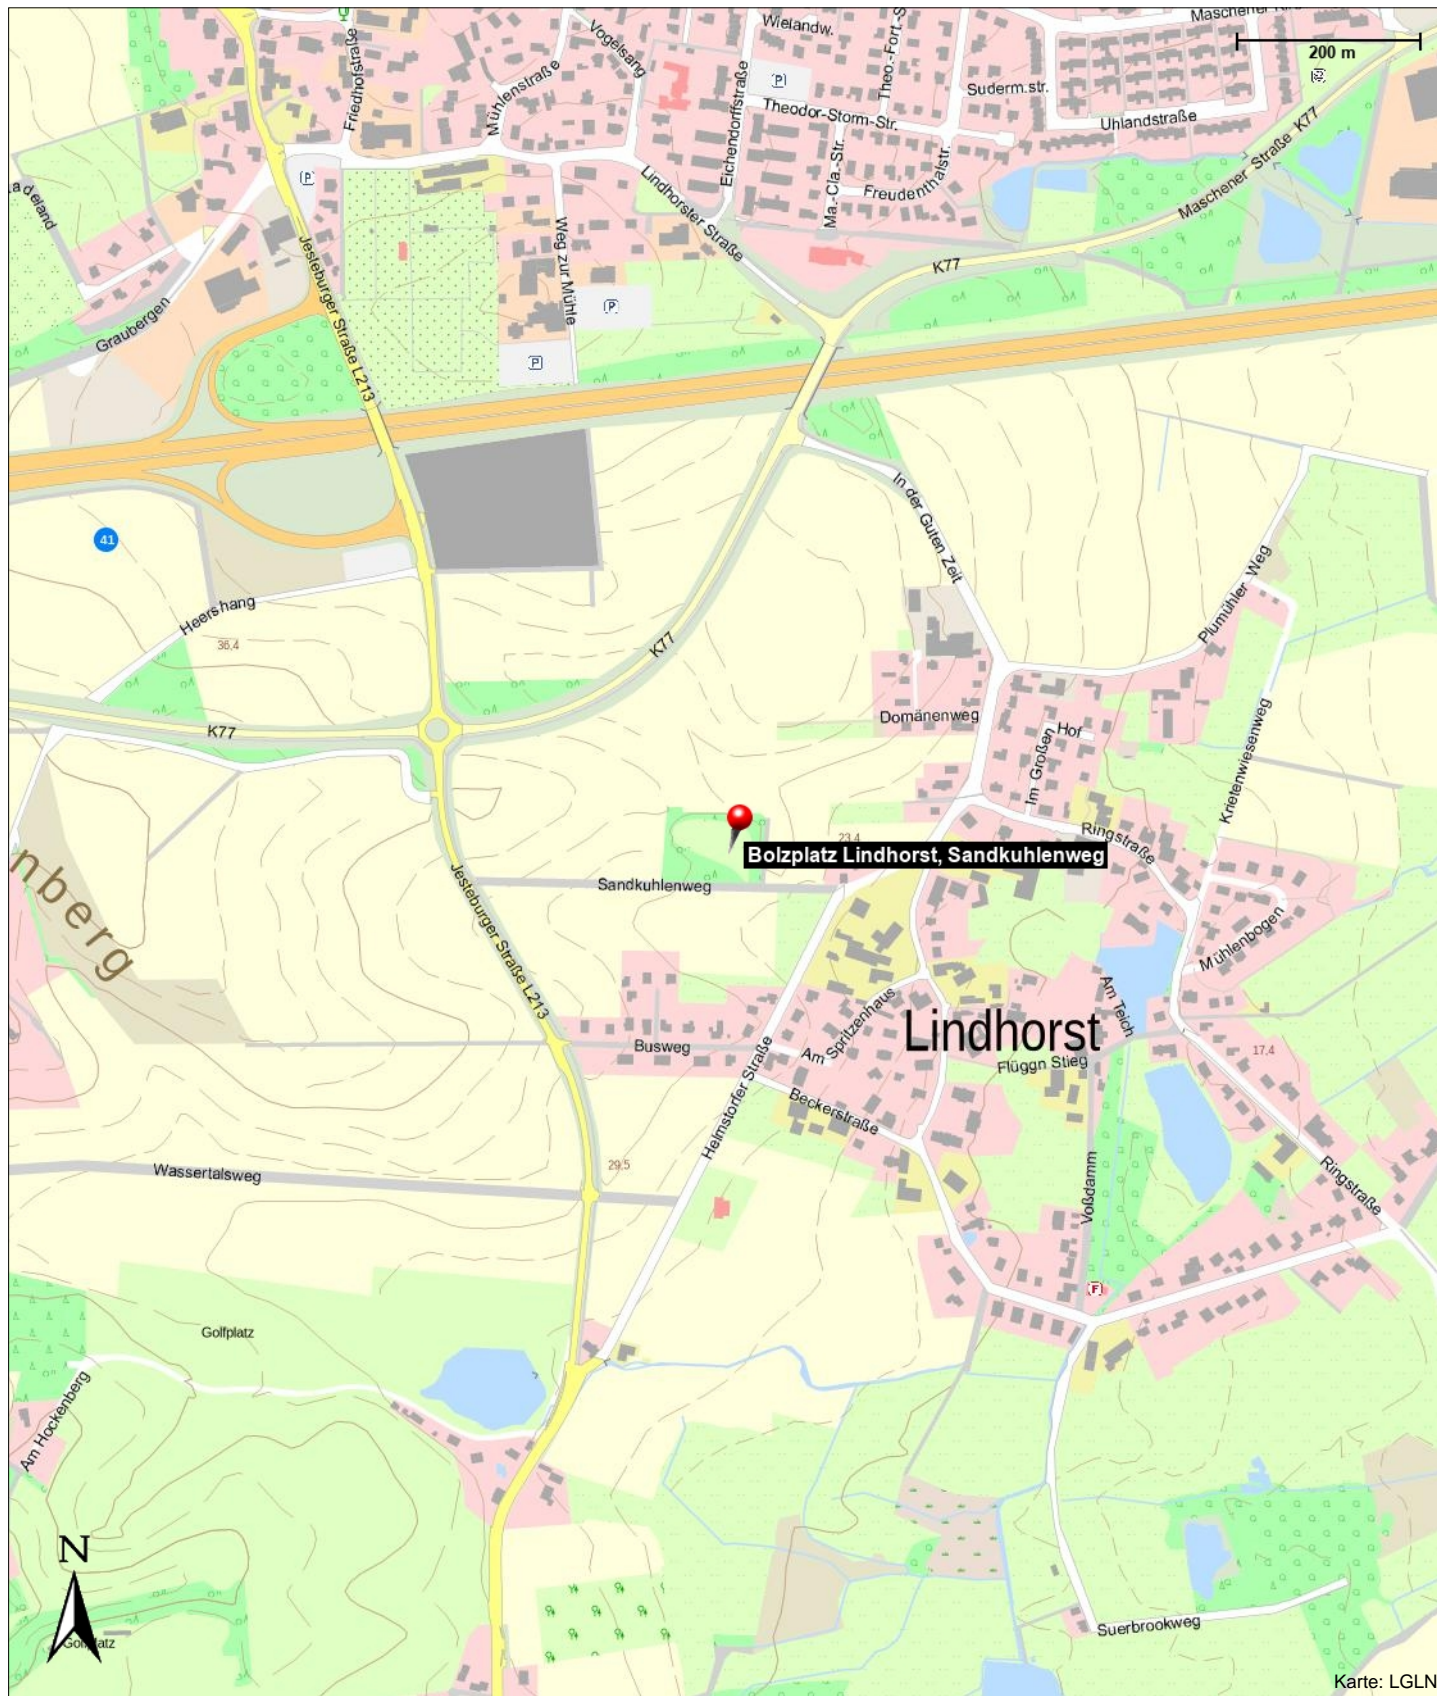 Wielandw.
Maschener
200 m
Friedhofstraße
Vogelsang
Mühlenstraße
Eichendorffstraße
Theo.-Fort.-S
Suderm.str.
Theodor-Storm-Str.
Uhlandstraße
Maschener Straße K77
P
P
Lindhorster Straße
Ma.-Cla.-Str.
Freudenthalstr.
Jesteburger Straße L213
Weg zur Mühle
K77
Graubergen
P
P
In der Guten Zeit
41
Heershang
36,4
K77
Plumühler Weg
K77
Domänenweg
Im Großen Hof
Krietenwiesenweg
23,4
Ringstraße
Bolzplatz Lindhorst, Sandkuhlenweg
Sandkuhlenweg
nberg
Jesteburger Straße L213
Mühlenbogen
Am Teich
Am Spritzenhaus
Lindhorst
Busweg
Flüggn Stieg
17,4
Helmstorfer Straße
Beckerstraße
Wassertalsweg
29,5
Voßdamm
Ringstraße
F
Golfplatz
Am Hockenberg
N
Golfplatz
Suerbrookweg
Karte: LGLN